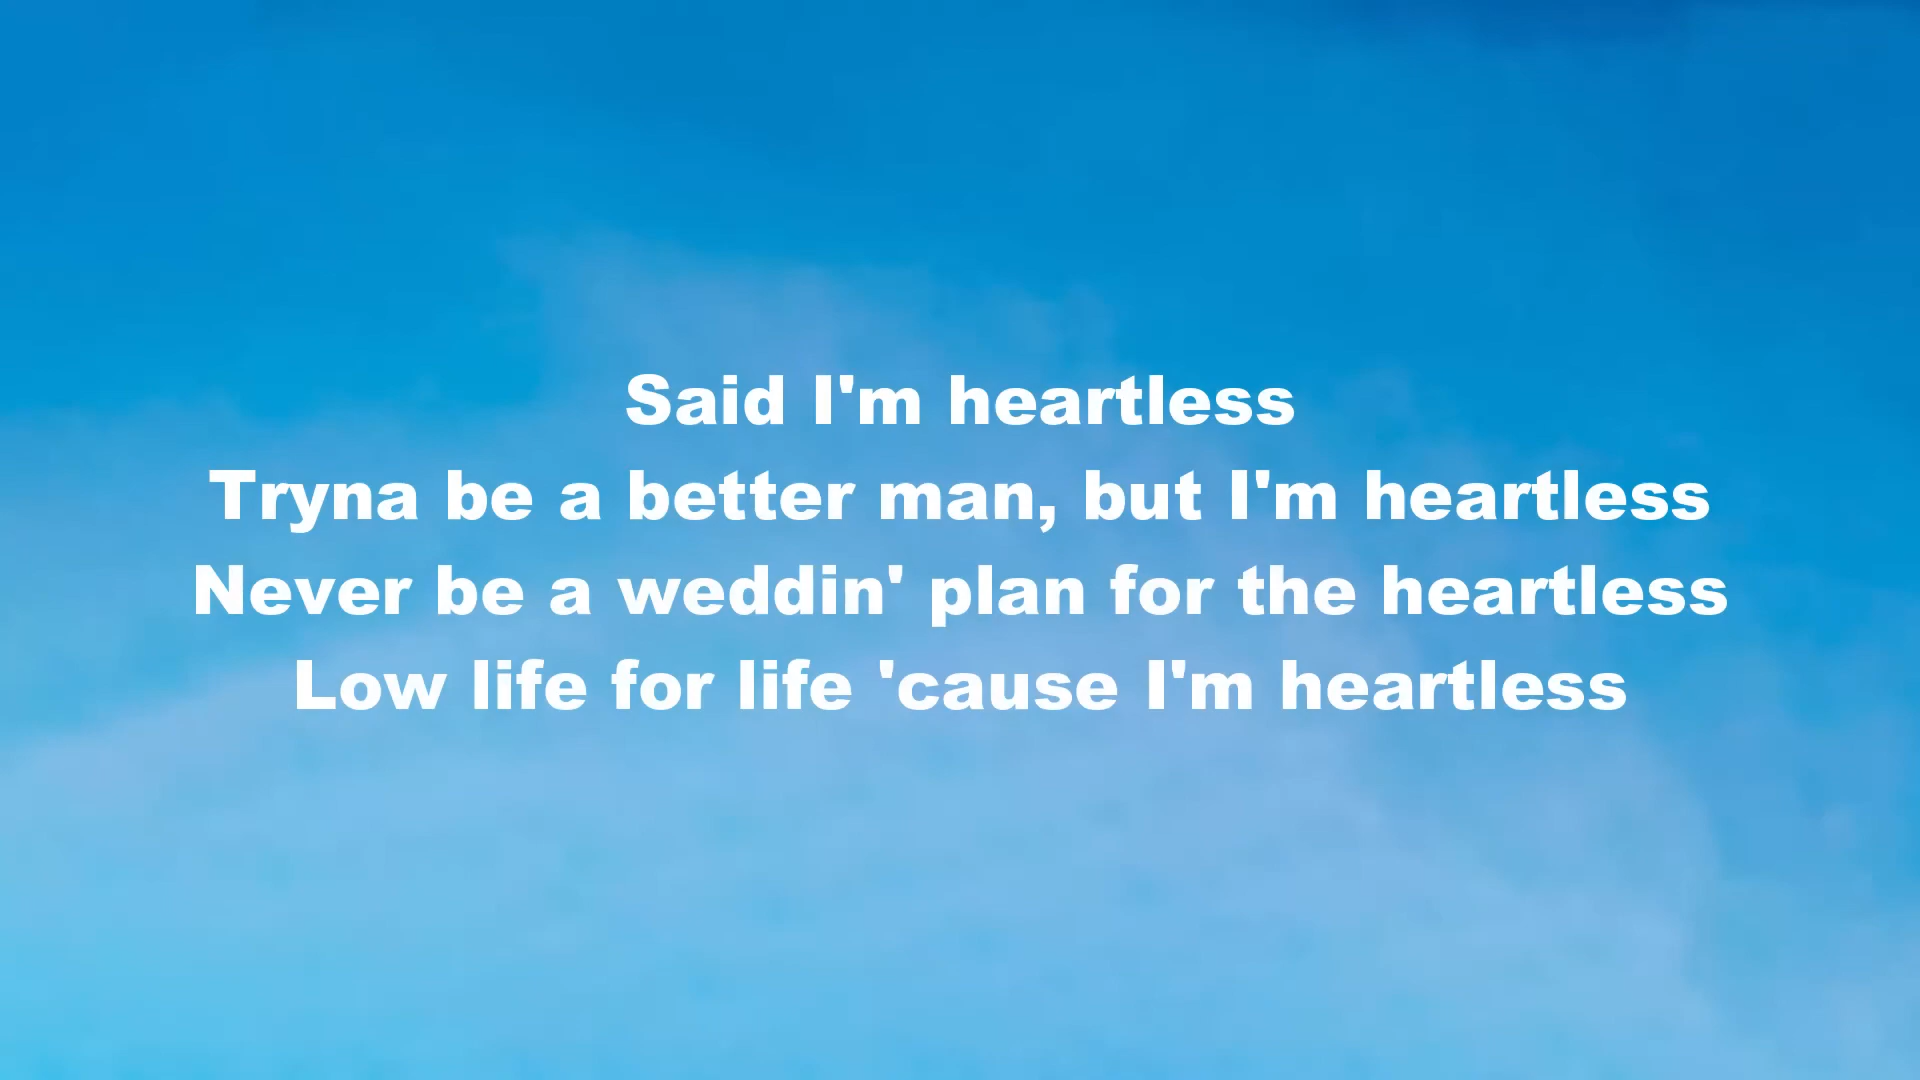 Said I'm heartless
Tryna be a better man, but I'm heartless
Never be a weddin' plan for the heartless
Low life for life 'cause I'm heartless